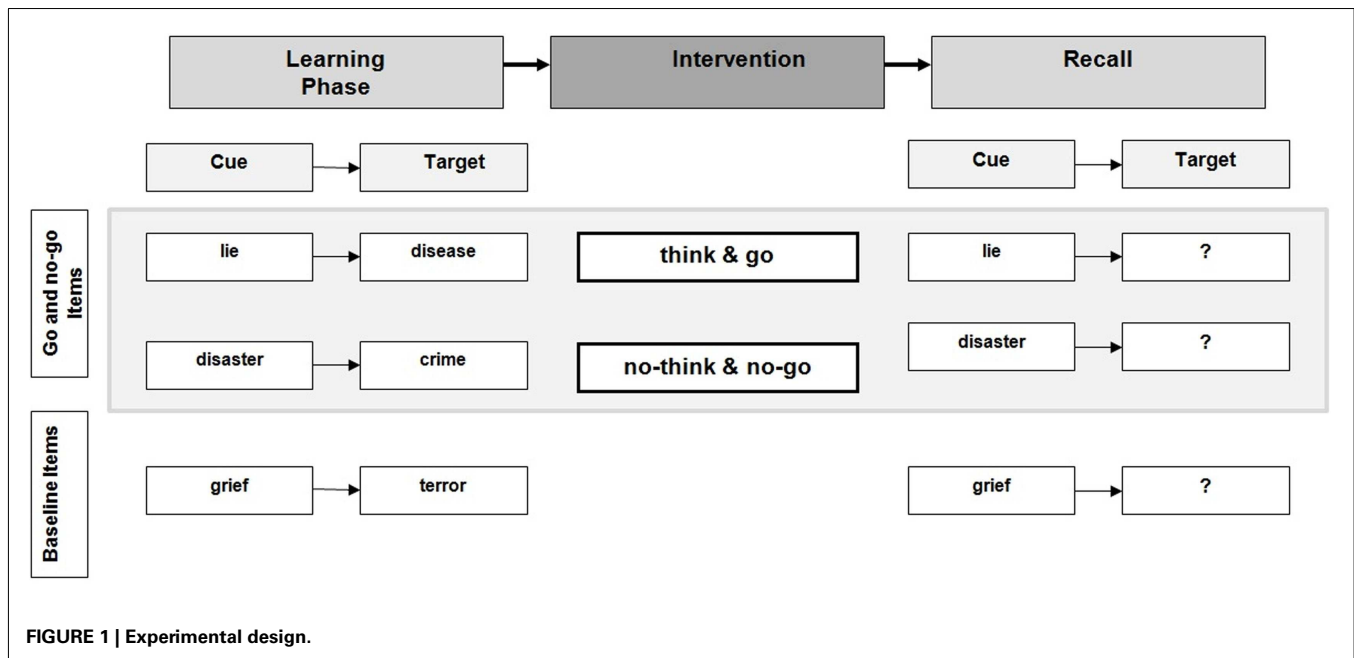 Learning
Phase
Intervention
Recall
Cue
Target
Cue
Target
Go and no-go
Items
lie
disease
think & go
lie
?
disaster
crime
no-think & no-go
disaster
?
Baseline Items
grief
terror
grief
?
FIGURE 1 | Experimental design.